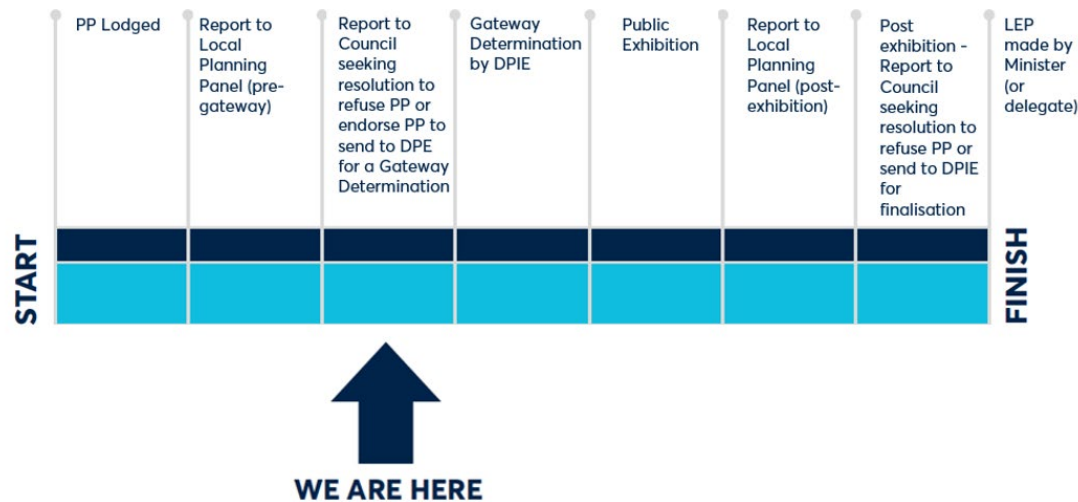 PP Lodged
Report to
Local
Planning
Panel (pre-
gateway)
Report to
Council
seeking
resolution to
refuse PP or
endorse PP to
send to DPE
for a Gateway
Determination
Gateway
Determination
by DPIE
Public
Exhibition
Report to
Local
Planning
Panel (post-
exhibition)
Post
exhibition -
Report to
Council
seeking
resolution to
refuse PP or
send to DPIE
for
finalisation
LEP
made by
Minister
(or
delegate)
START
FINISH
WE ARE HERE